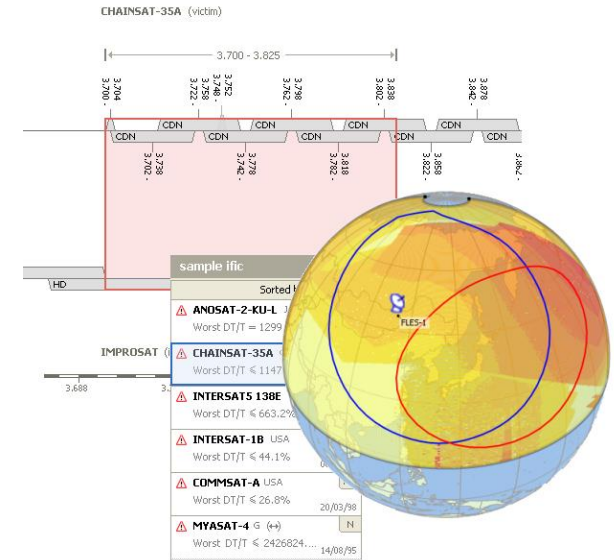 CHAINSAT-35A (victim)
3.700 - 3.825
3.700 - 3.704
3.722 - 3.758
3.748 - 3.752
3.762 - 3.798
3.802 - 3.838
3.842 - 3.878
CDN CDN CDN CDN
CDN CDN CDN CDN CDN
3.702 - 3.738
3.742 - 3.778
3.782 - 3.818
3.822 - 3.858
3.862 -
HD
sample ific
Sorted
ANOSAT-2-KU-L
Worst DT/T = 1299
FLES-1
IMPROSAT
CHAINSAT-35A
Worst DT/T ⩽ 1147
3.688
INTERSAT5 138E
Worst DT/T ⩽ 663.2%
INTERSAT-1B USA
Worst DT/T ⩽ 44.1%
COMMSAT-A USA
Worst DT/T ⩽ 26.8%
20/03/98
MYASAT-4 G (↔) N
Worst DT/T ⩽ 2426824....
14/08/95